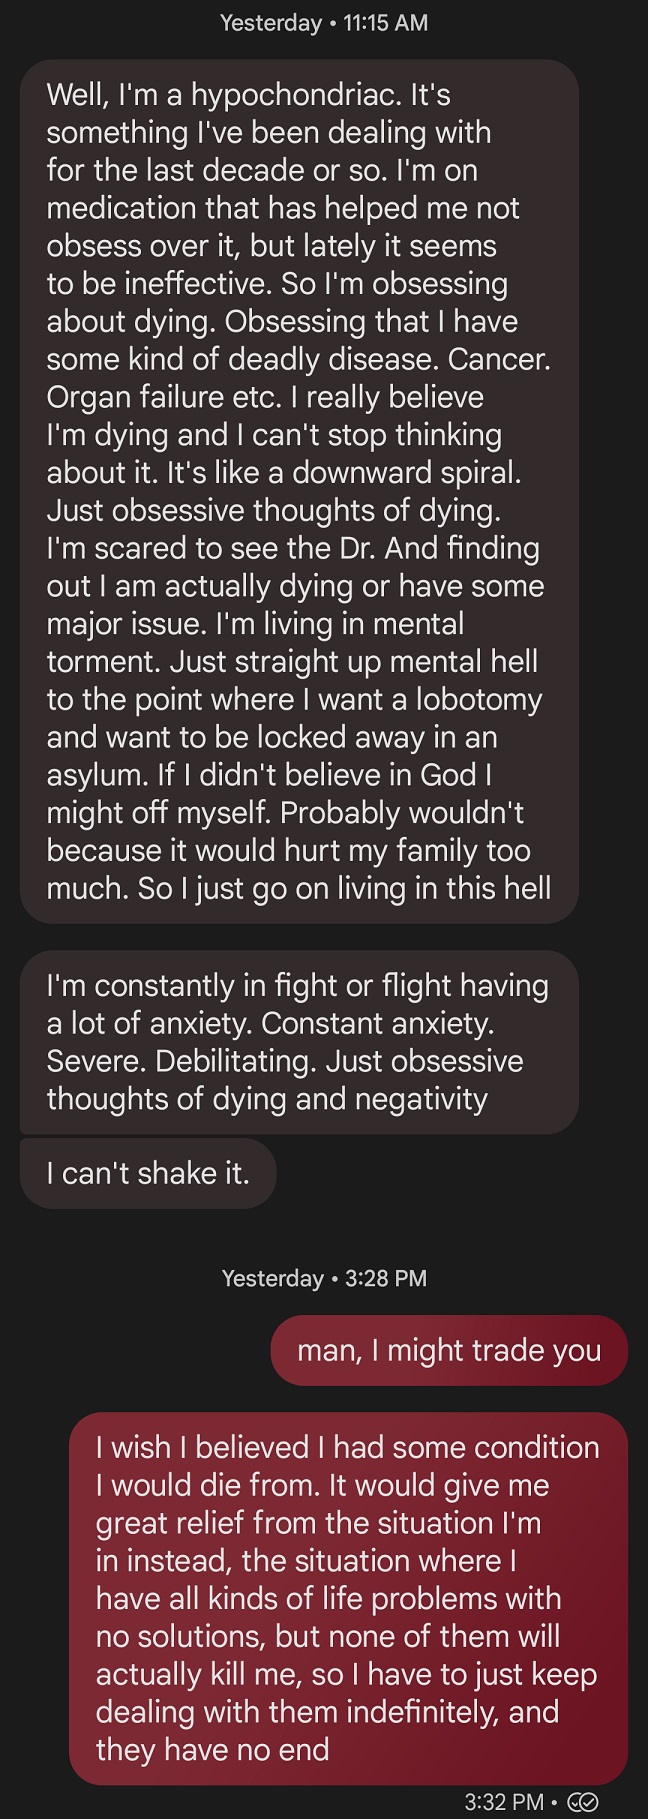 Yesterday • 11:15 AM
Well, I'm a hypochondriac. It's
something I've been dealing with
for the last decade or so. I'm on
medication that has helped me not
obsess over it, but lately it seems
to be ineffective. So I'm obsessing
about dying. Obsessing that I have
some kind of deadly disease. Cancer.
Organ failure etc. I really believe
I'm dying and I can't stop thinking
about it. It's like a downward spiral.
Just obsessive thoughts of dying.
I'm scared to see the Dr. And finding
out I am actually dying or have some
major issue. I'm living in mental
torment. Just straight up mental hell
to the point where I want a lobotomy
and want to be locked away in an
asylum. If I didn't believe in God I
might off myself. Probably wouldn't
because it would hurt my family too
much. So I just go on living in this hell
I'm constantly in fight or flight having
a lot of anxiety. Constant anxiety.
Severe. Debilitating. Just obsessive
thoughts of dying and negativity
I can't shake it.
Yesterday • 3:28 PM
man, I might trade you
I wish I believed I had some condition
I would die from. It would give me
great relief from the situation I'm
in instead, the situation where I
have all kinds of life problems with
no solutions, but none of them will
actually kill me, so I have to just keep
dealing with them indefinitely, and
they have no end
3:32 PM •